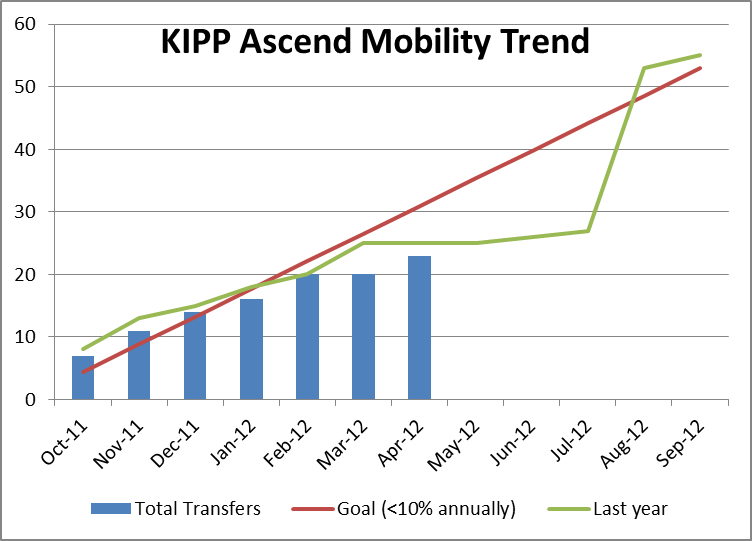 KIPP Ascend Mobility Trend
60
50
40
30
20
10
0
Oct-11
Nov-11
Dec-11
Jan-12
Feb-12
Mar-12
Apr-12
May-12
Jun-12
Jul-12
Aug-12
Sep-12
Total Transfers
Goal (<10% annually)
Last year